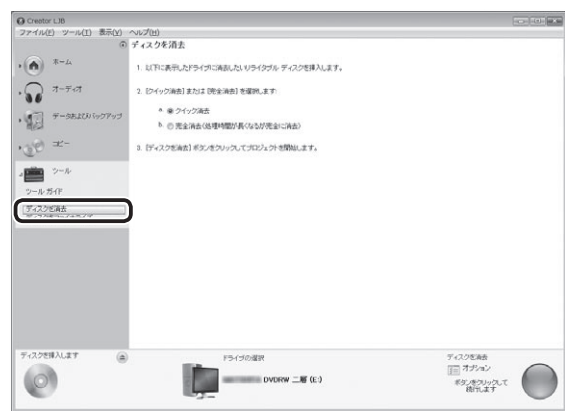 Creator LJB
ファイル(F) ツール(T) 表示(V) ヘルプ(H)
ディスクを消去
ホーム
オーディオ
データおよびバックアップ
コピー
ツール
ツール ガイド
ディスクを消去
1. 以下に表示したドライブに消去したいリライタブル ディスクを挿入します。
2. [クイック消去] または [完全消去] を選択します:
a. クイック消去
b. 完全消去(処理時間が長くなるが完全に消去)
3. [ディスクを消去] ボタンをクリックしてプロジェクトを開始します。
ディスクを挿入します
ドライブの選択
DVDRW 二層 (E:)
ディスクを消去
オプション
ボタンをクリックして
続行します